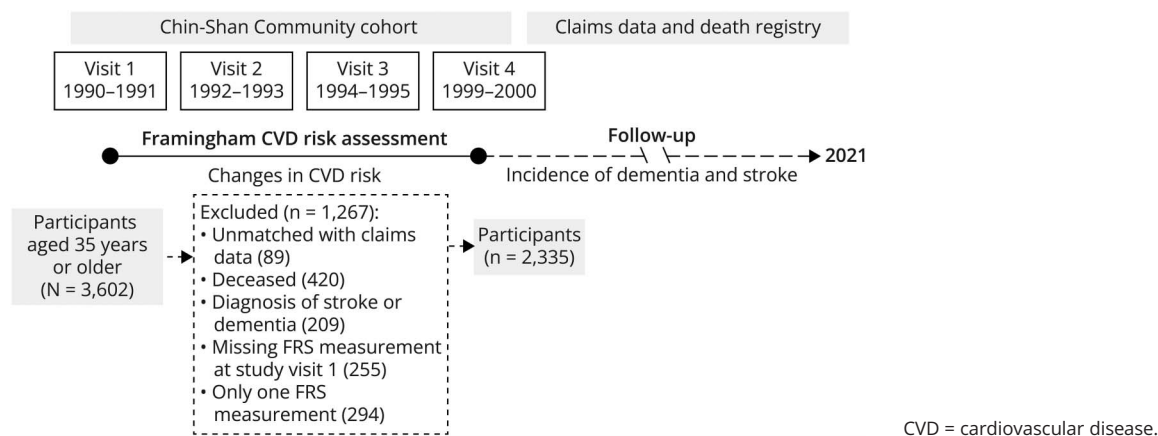 Chin-Shan Community cohort
Claims data and death registry
Visit 1
1990–1991
Visit 2
1992–1993
Visit 3
1994–1995
Visit 4
1999–2000
Framingham CVD risk assessment
Follow-up
2021
Changes in CVD risk
Incidence of dementia and stroke
Participants
aged 35 years
or older
(N = 3,602)
Excluded (n = 1,267):
• Unmatched with claims
data (89)
• Deceased (420)
• Diagnosis of stroke or
dementia (209)
• Missing FRS measurement
at study visit 1 (255)
• Only one FRS
measurement (294)
Participants
(n = 2,335)
CVD = cardiovascular disease.